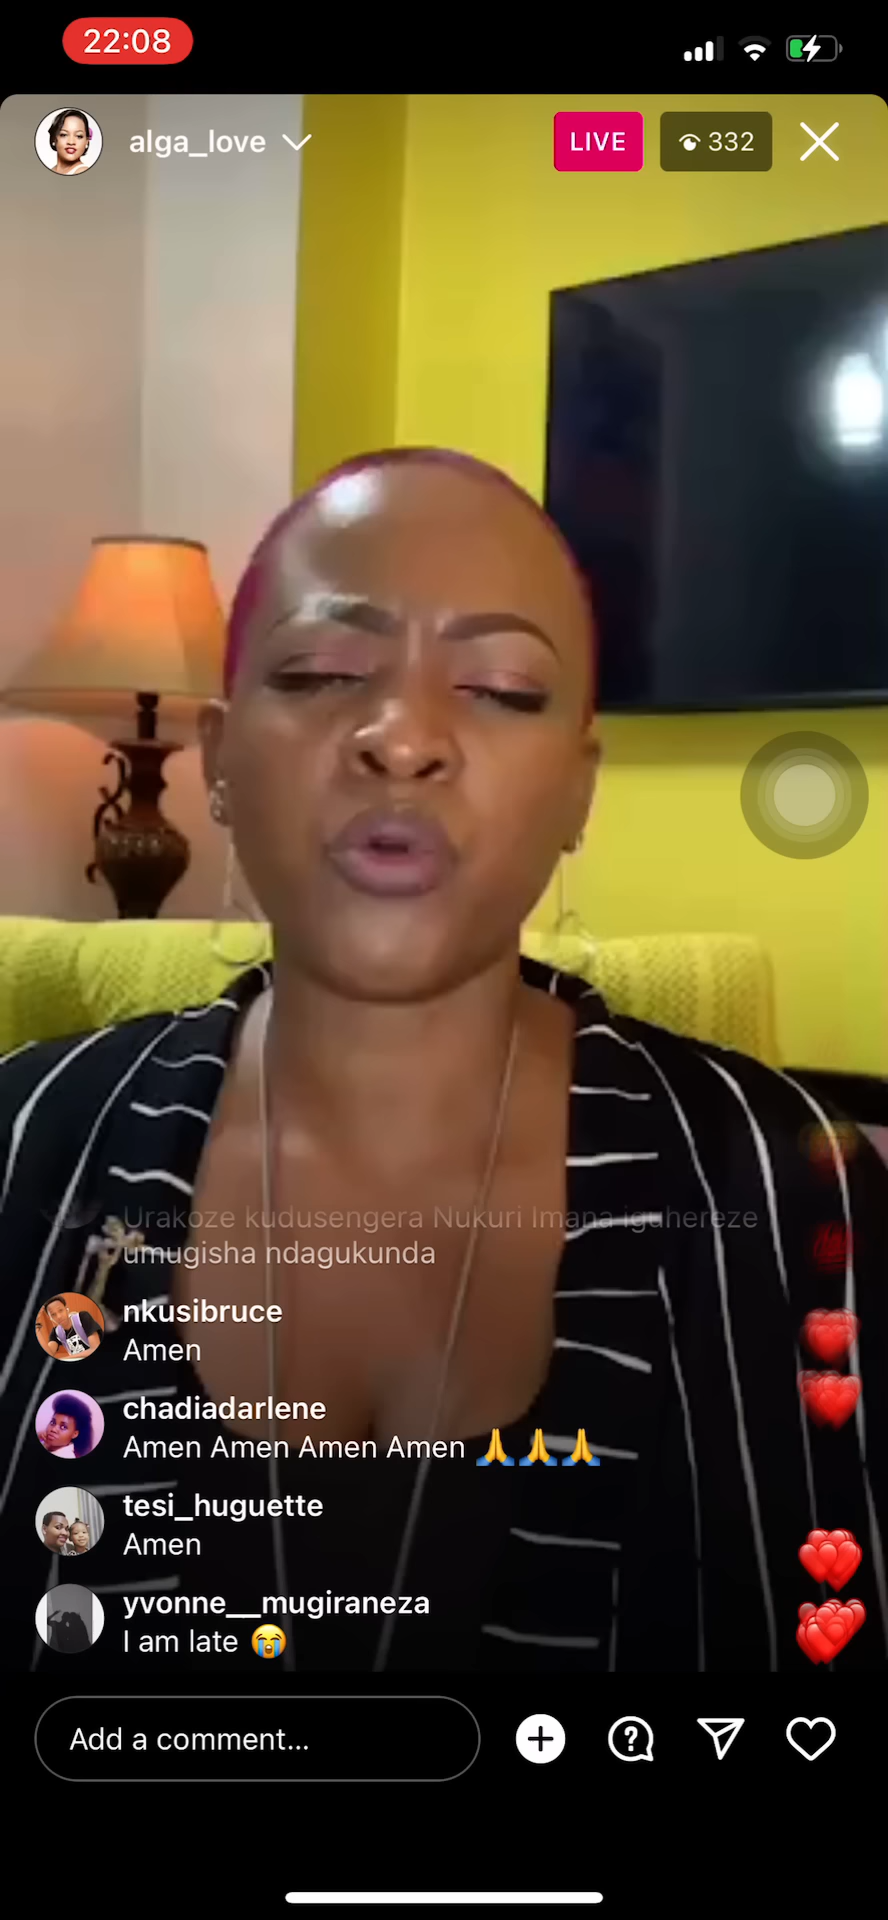 22:08
alga_love
LIVE
332
Urakoze kudusengera Nukuri Imana iguhereze
umugisha ndagukunda
nkusibruce
Amen
chadiadarlene
Amen Amen Amen Amen 🙏🙏🙏
tesi_huguette
Amen
yvonne__mugiraneza
I am late 😭
Add a comment...